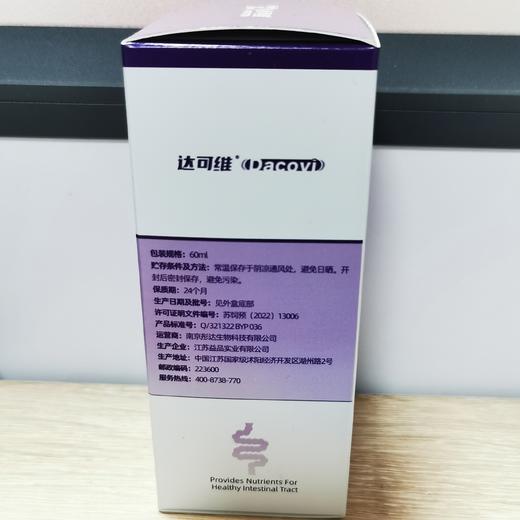 达可维*(Dacovi)
包装规格：60ml
贮存条件及方法：常温保存于阴凉通风处，避免日晒。开
封后密封保存，避免污染。
保质期：24个月
生产日期及批号：见外盒底部
许可证明文件编号：苏饲预（2022）13006
产品标准号：Q/321322 BYP 036
运营商：南京彤达生物科技有限公司
生产企业：江苏益品实业有限公司
生产地址：中国江苏国家级沭阳经济开发区湖州路2号
邮政编码：223600
服务热线：400-8738-770
Provides Nutrients For
Healthy Intestinal Tract